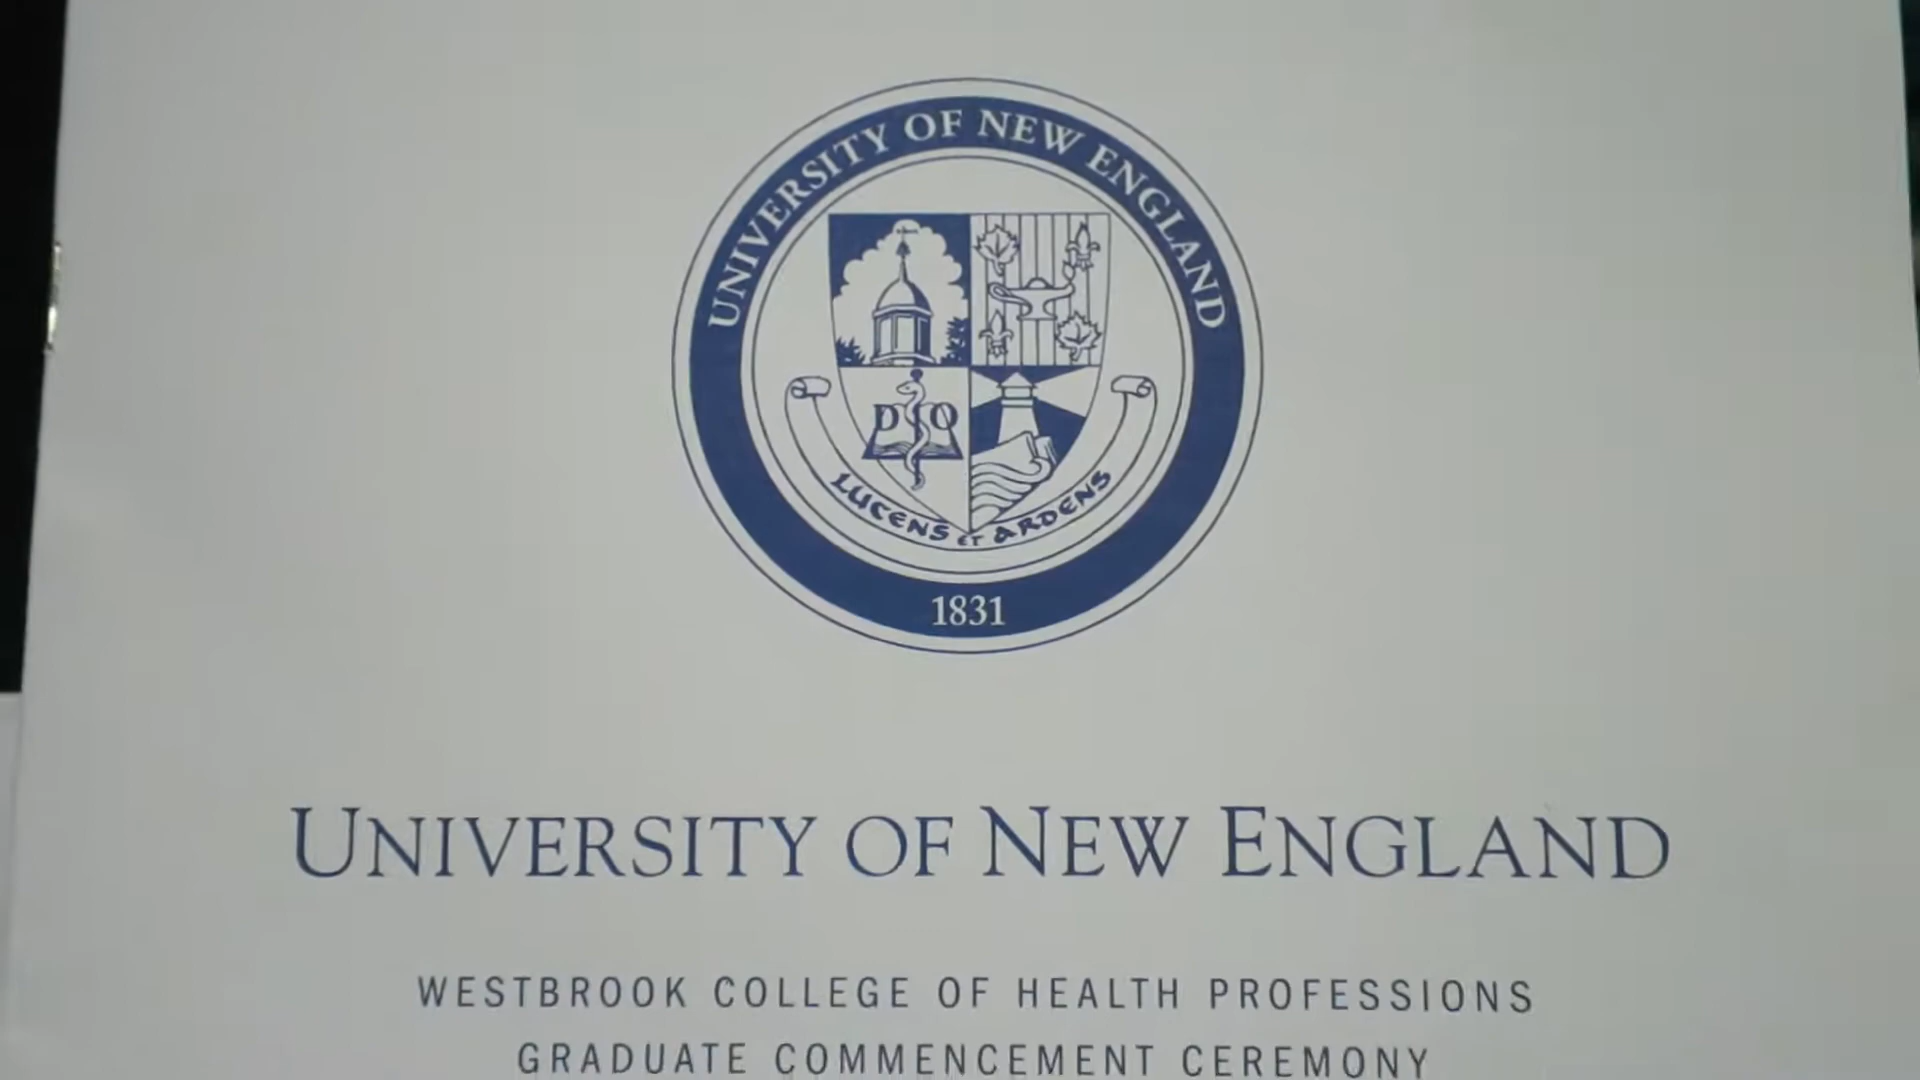 UNIVERSITY OF NEW ENGLAND
D O
LUCENS ET ARDENS
1831
UNIVERSITY OF NEW ENGLAND
WESTBROOK COLLEGE OF HEALTH PROFESSIONS
GRADUATE COMMENCEMENT CEREMONY